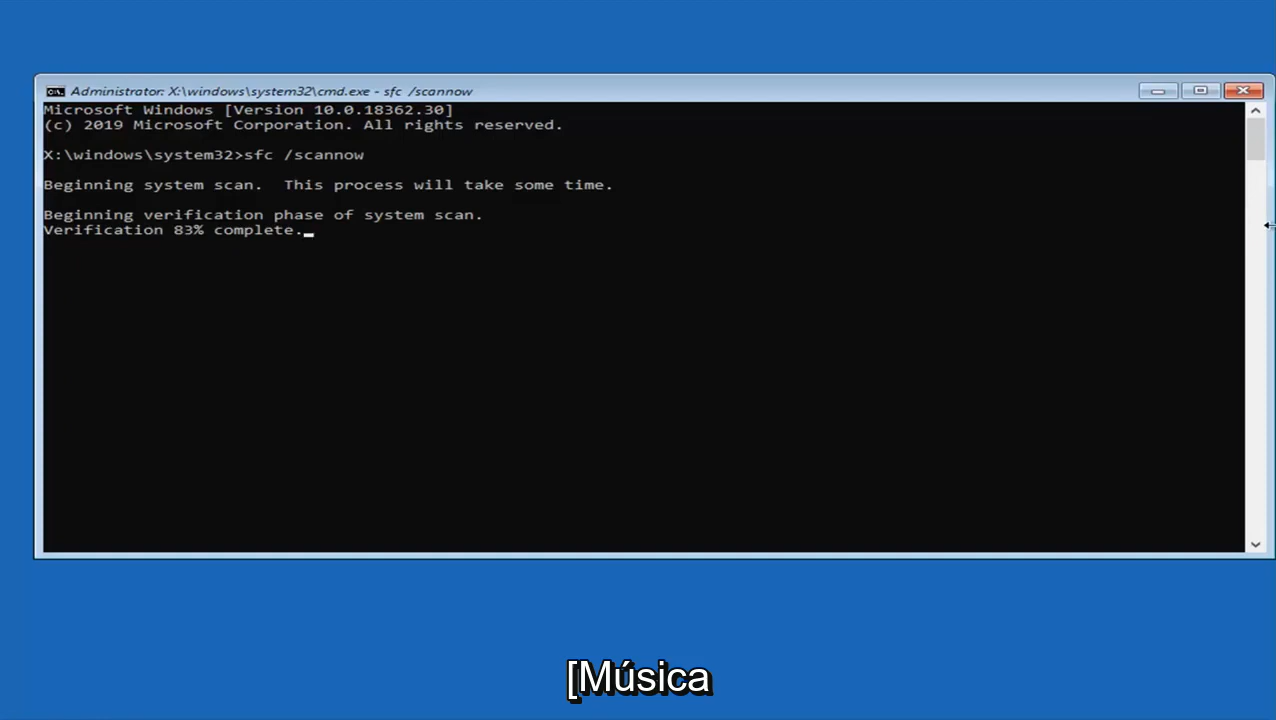 Administrator: X:\windows\system32\cmd.exe - sfc /scannow
Microsoft Windows [Version 10.0.18362.30]
(c) 2019 Microsoft Corporation. All rights reserved.
X:\windows\system32>sfc /scannow
Beginning system scan.  This process will take some time.
Beginning verification phase of system scan.
Verification 83% complete.
[Música